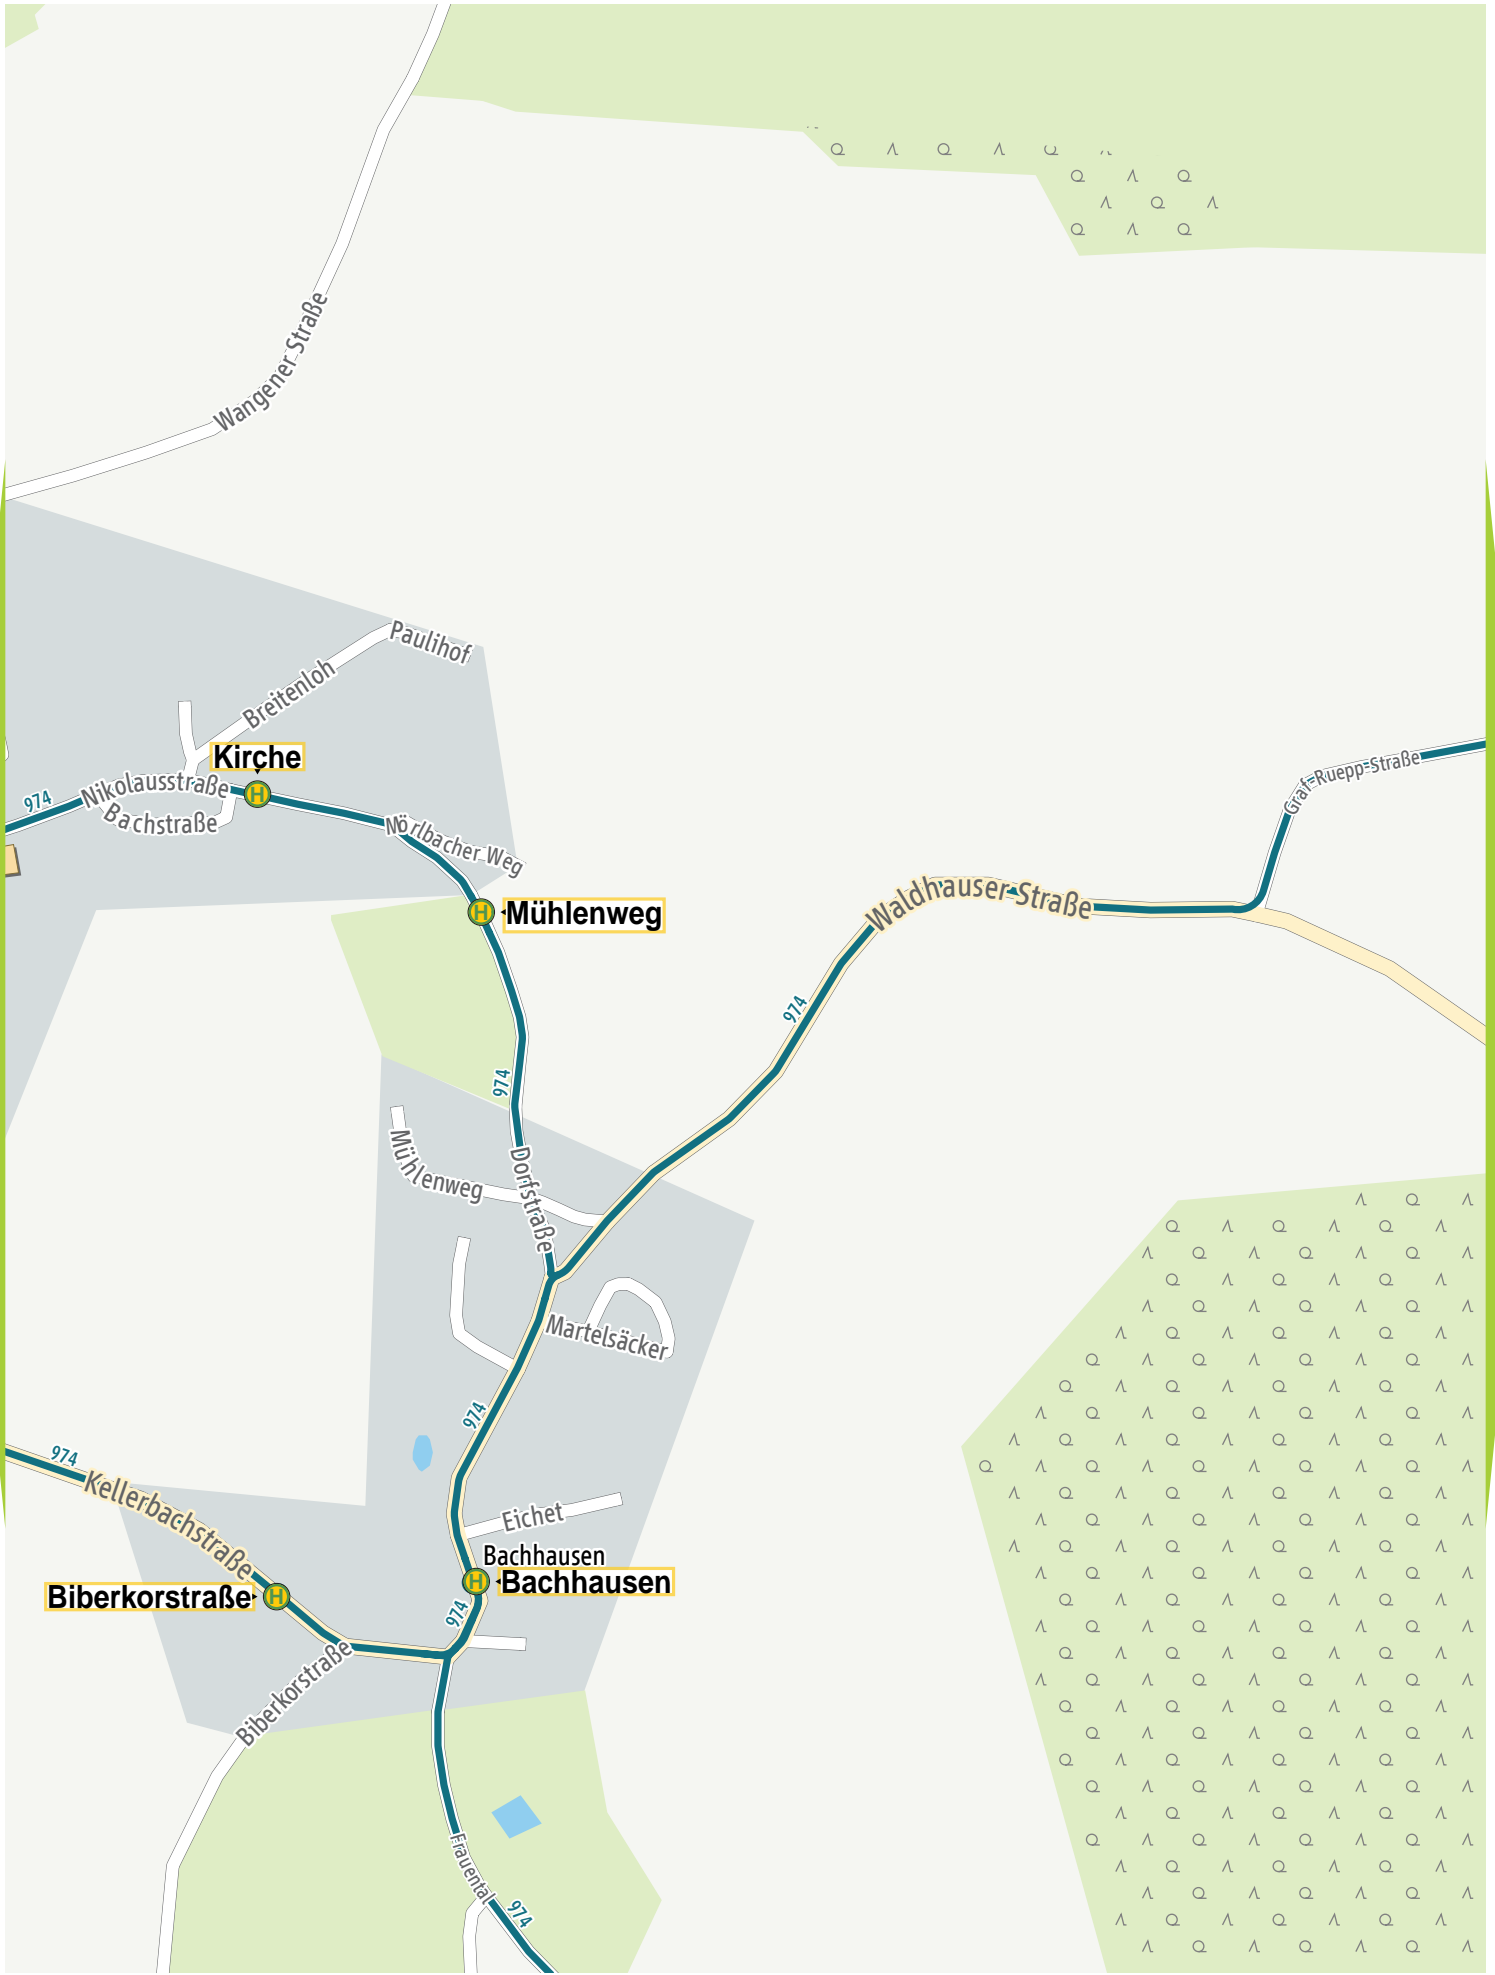 Wangener Straße
Paulihof
Breitenloh
Kirche
H
Nikolausstraße
974
Bachstraße
Mörlbacher Weg
Graf-Ruepp-Straße
Waldhauser Straße
H
Mühlenweg
974
974
Mühlenweg
Dorfstraße
Martelsäcker
974
974
Kellerbachstraße
Eichet
Bachhausen
H
Bachhausen
Biberkorstraße
H
974
Biberkorstraße
Frauental
974